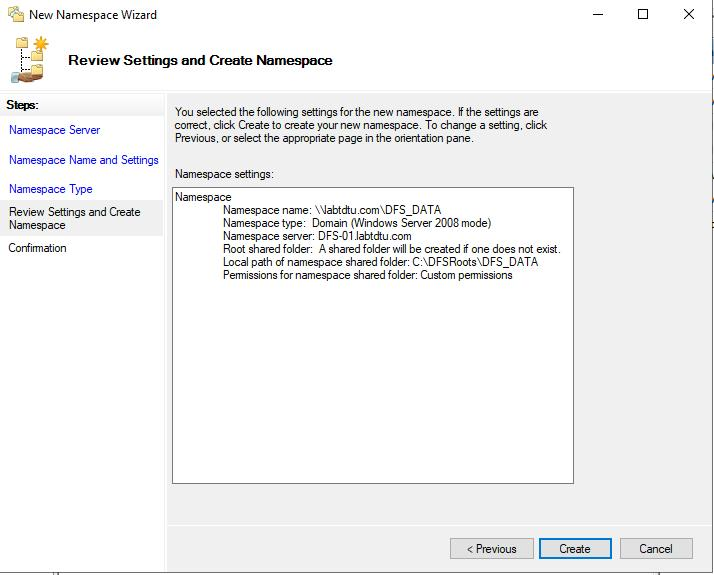 New Namespace Wizard
Review Settings and Create Namespace
Steps:
Namespace Server
Namespace Name and Settings
Namespace Type
Review Settings and Create
Namespace
Confirmation
You selected the following settings for the new namespace. If the settings are
correct, click Create to create your new namespace. To change a setting, click
Previous, or select the appropriate page in the orientation pane.
Namespace settings:
Namespace
Namespace name: \\labtdtu.com\DFS_DATA
Namespace type:  Domain (Windows Server 2008 mode)
Namespace server: DFS-01.labtdtu.com
Root shared folder:  A shared folder will be created if one does not exist.
Local path of namespace shared folder: C:\DFSRoots\DFS_DATA
Permissions for namespace shared folder: Custom permissions
< Previous
Create
Cancel